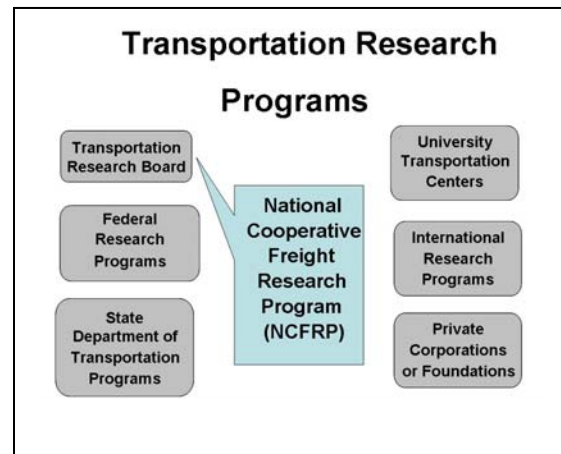 Transportation Research
Programs
Transportation
Research Board
Federal
Research
Programs
State
Department of
Transportation
Programs
National
Cooperative
Freight
Research
Program
(NCFRP)
University
Transportation
Centers
International
Research
Programs
Private
Corporations
or Foundations